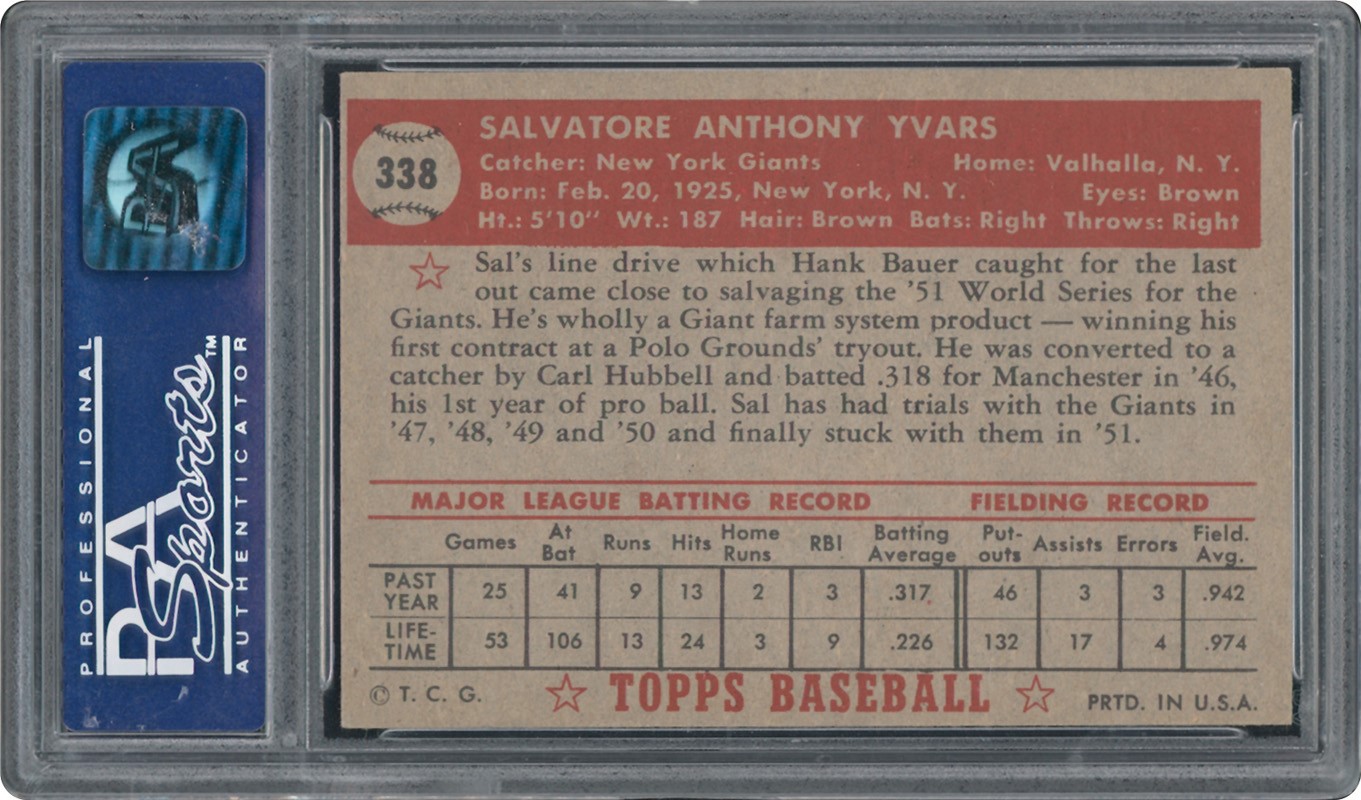 PSA
PROFESSIONAL
PSA
Sports™
AUTHENTICATOR
338
SALVATORE ANTHONY YVARS
Catcher: New York Giants Home: Valhalla, N. Y.
Born: Feb. 20, 1925, New York, N. Y. Eyes: Brown
Ht.: 5'10" Wt.: 187 Hair: Brown Bats: Right Throws: Right
Sal's line drive which Hank Bauer caught for the last
out came close to salvaging the '51 World Series for the
Giants. He's wholly a Giant farm system product — winning his
first contract at a Polo Grounds' tryout. He was converted to a
catcher by Carl Hubbell and batted .318 for Manchester in '46,
his 1st year of pro ball. Sal has had trials with the Giants in
'47, '48, '49 and '50 and finally stuck with them in '51.
MAJOR LEAGUE BATTING RECORD FIELDING RECORD
Games At Bat Runs Hits Home Runs RBI Batting Average Put-outs Assists Errors Field. Avg.
PAST YEAR 25 41 9 13 2 3 .317 46 3 3 .942
LIFE-TIME 53 106 13 24 3 9 .226 132 17 4 .974
© T. C. G. TOPPS BASEBALL PRTD. IN U.S.A.